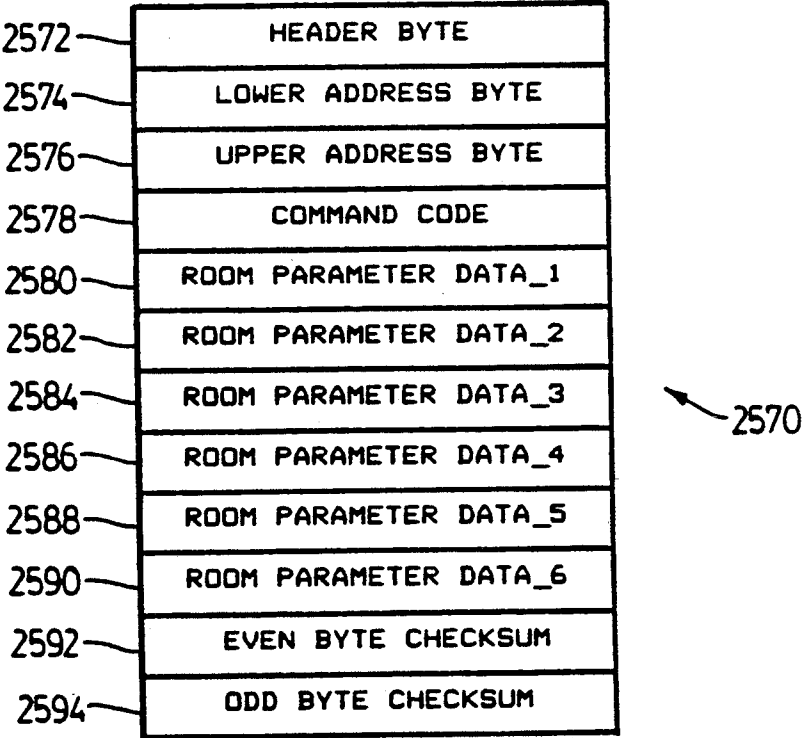 2572 HEADER BYTE
2574 LOWER ADDRESS BYTE
2576 UPPER ADDRESS BYTE
2578 COMMAND CODE
2580 ROOM PARAMETER DATA_1
2582 ROOM PARAMETER DATA_2
2584 ROOM PARAMETER DATA_3
2570
2586 ROOM PARAMETER DATA_4
2588 ROOM PARAMETER DATA_5
2590 ROOM PARAMETER DATA_6
2592 EVEN BYTE CHECKSUM
2594 ODD BYTE CHECKSUM